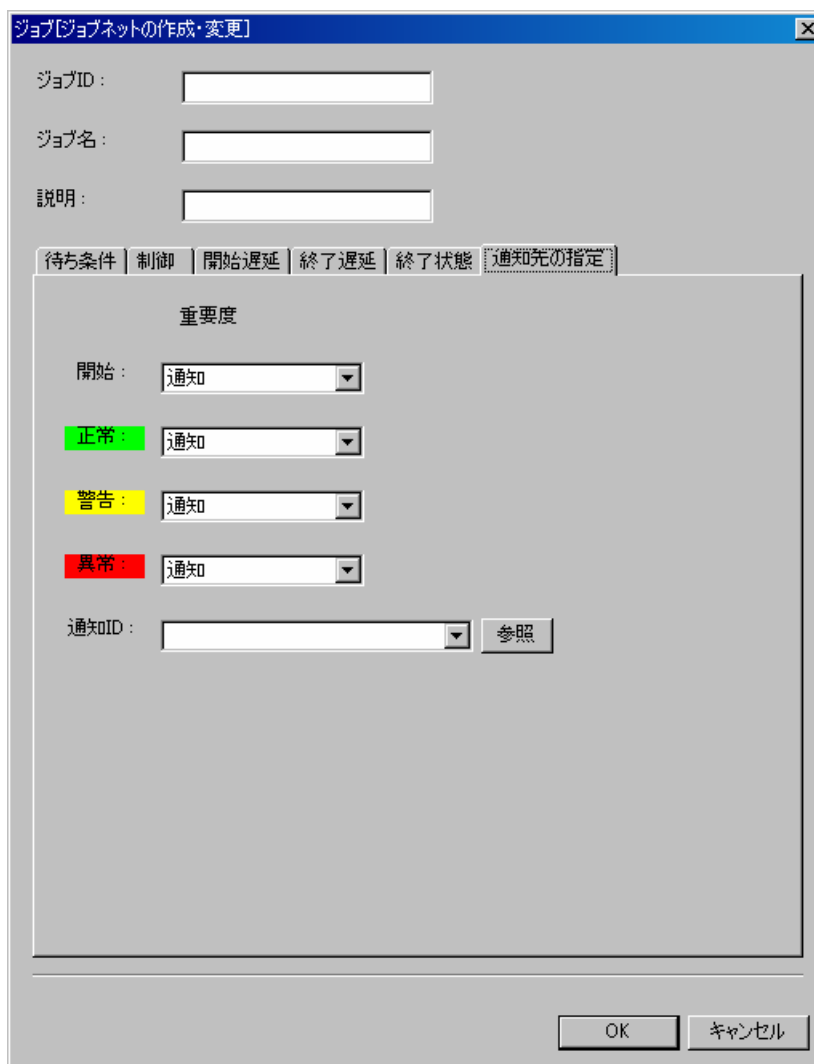 ジョブ[ジョブネットの作成・変更]
ジョブID：
ジョブ名：
説明：
待ち条件 制御 開始遅延 終了遅延 終了状態 通知先の指定
重要度
開始： 通知
正常： 通知
警告： 通知
異常： 通知
通知ID： 参照
OK キャンセル